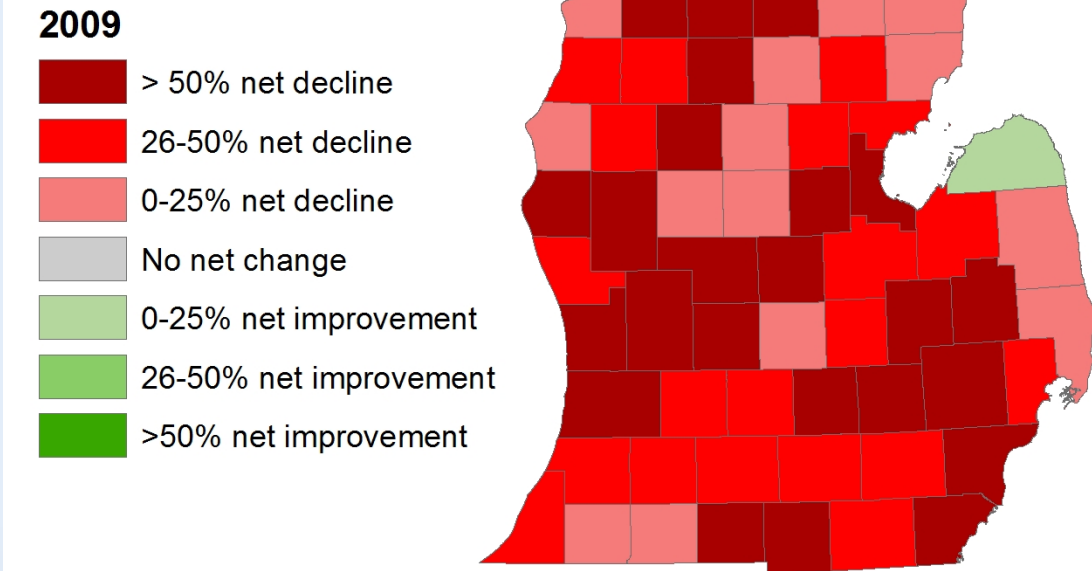 2009
> 50% net decline
26-50% net decline
0-25% net decline
No net change
0-25% net improvement
26-50% net improvement
>50% net improvement